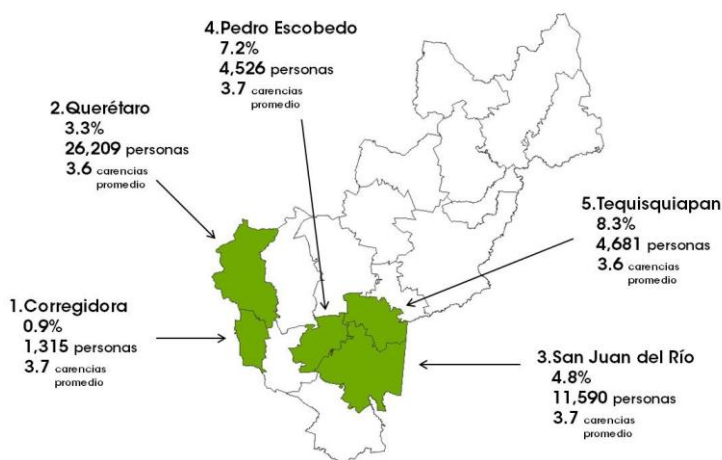 4.Pedro Escobedo
7.2%
4,526 personas
3.7 carencias
promedio
2.Querétaro
3.3%
26,209 personas
3.6 carencias
promedio
5.Tequisquiapan
8.3%
4,681 personas
3.6 carencias
promedio
1.Corregidora
0.9%
1,315 personas
3.7 carencias
promedio
3.San Juan del Río
4.8%
11,590 personas
3.7 carencias
promedio